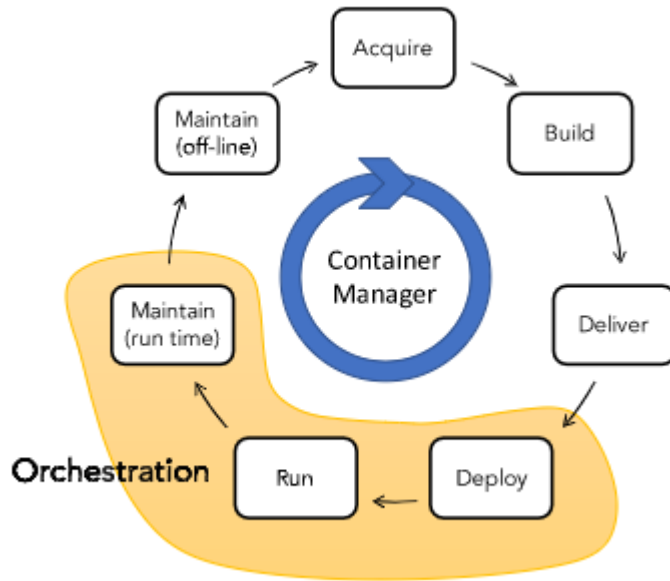 Acquire
Maintain
(off-line)
Build
Container
Manager
Maintain
(run time)
Deliver
Orchestration
Run
Deploy